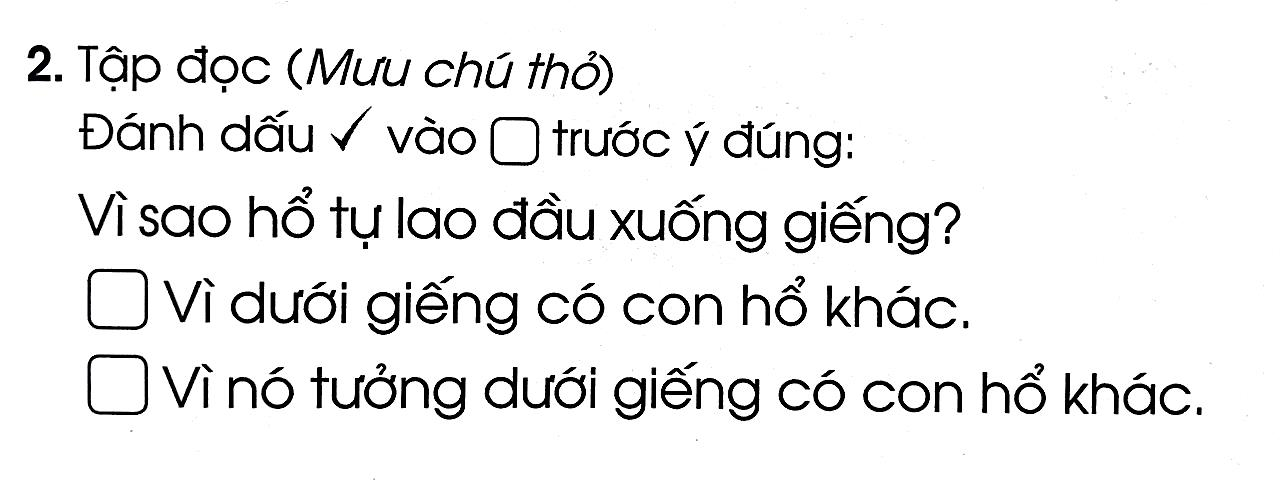 2. Tập đọc (Mưu chú thỏ)
Đánh dấu ✓ vào ☐ trước ý đúng:
Vì sao hổ tự lao đầu xuống giếng?
☐ Vì dưới giếng có con hổ khác.
☐ Vì nó tưởng dưới giếng có con hổ khác.